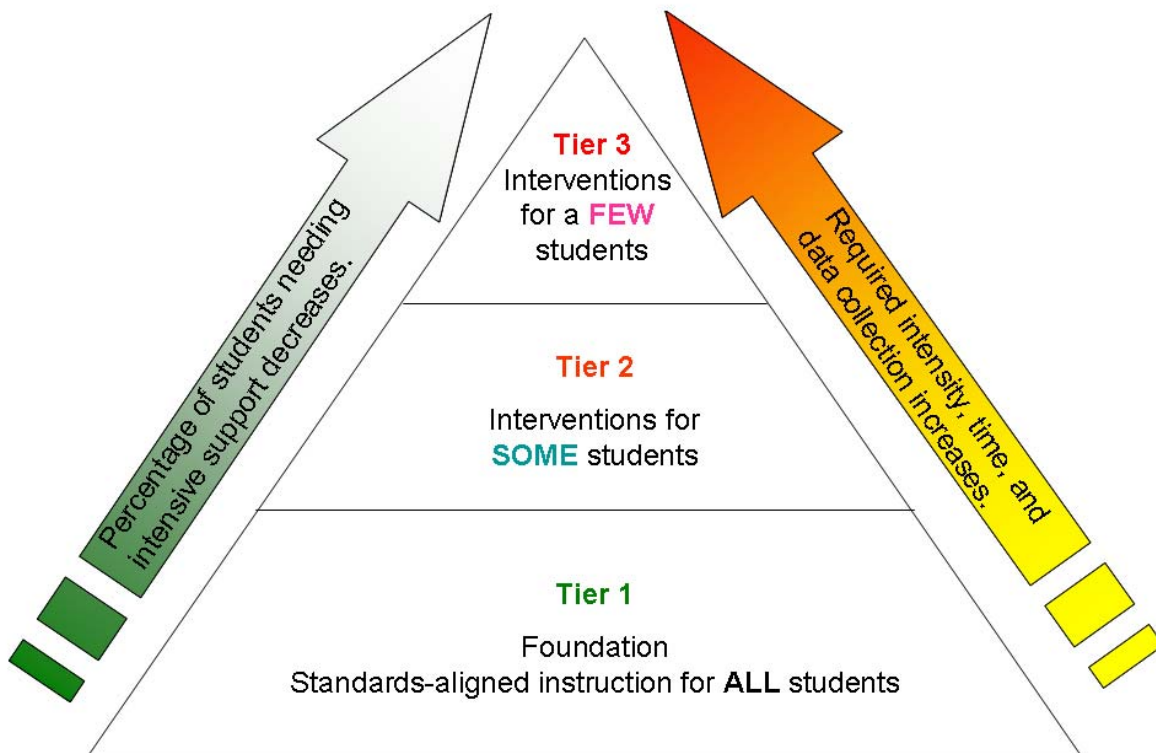 Tier 3
Interventions
for a FEW
students
Percentage of students needing
intensive support decreases.
Required intensity, time, and
data collection increases.
Tier 2
Interventions for
SOME students
Tier 1
Foundation
Standards-aligned instruction for ALL students